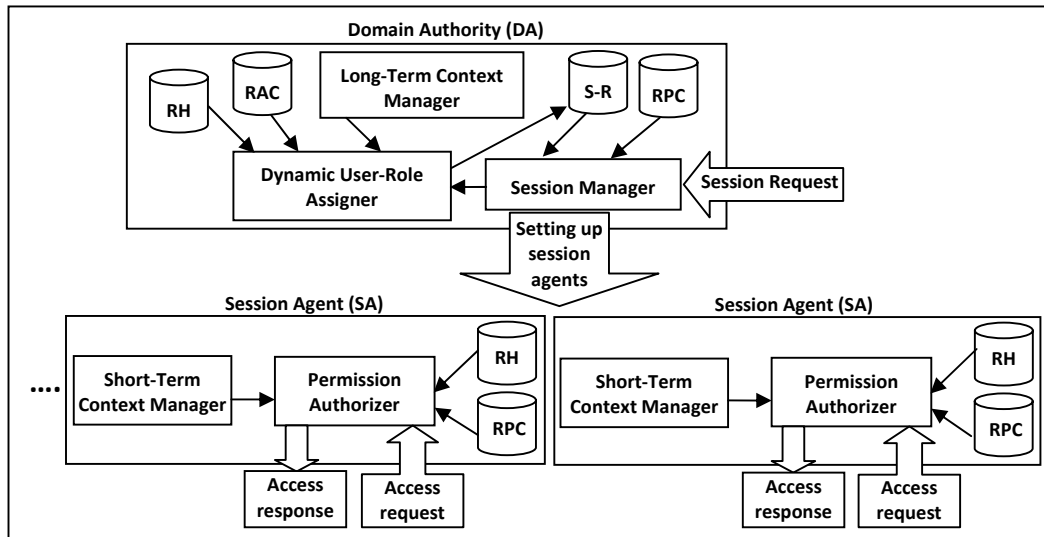 Domain Authority (DA)
RH
RAC
Long-Term Context
Manager
S-R
RPC
Dynamic User-Role
Assigner
Session Manager
Session Request
Setting up
session
agents
Session Agent (SA)
Short-Term
Context Manager
Permission
Authorizer
RH
RPC
Access
response
Access
request
....
Session Agent (SA)
Short-Term
Context Manager
Permission
Authorizer
RH
RPC
Access
response
Access
request